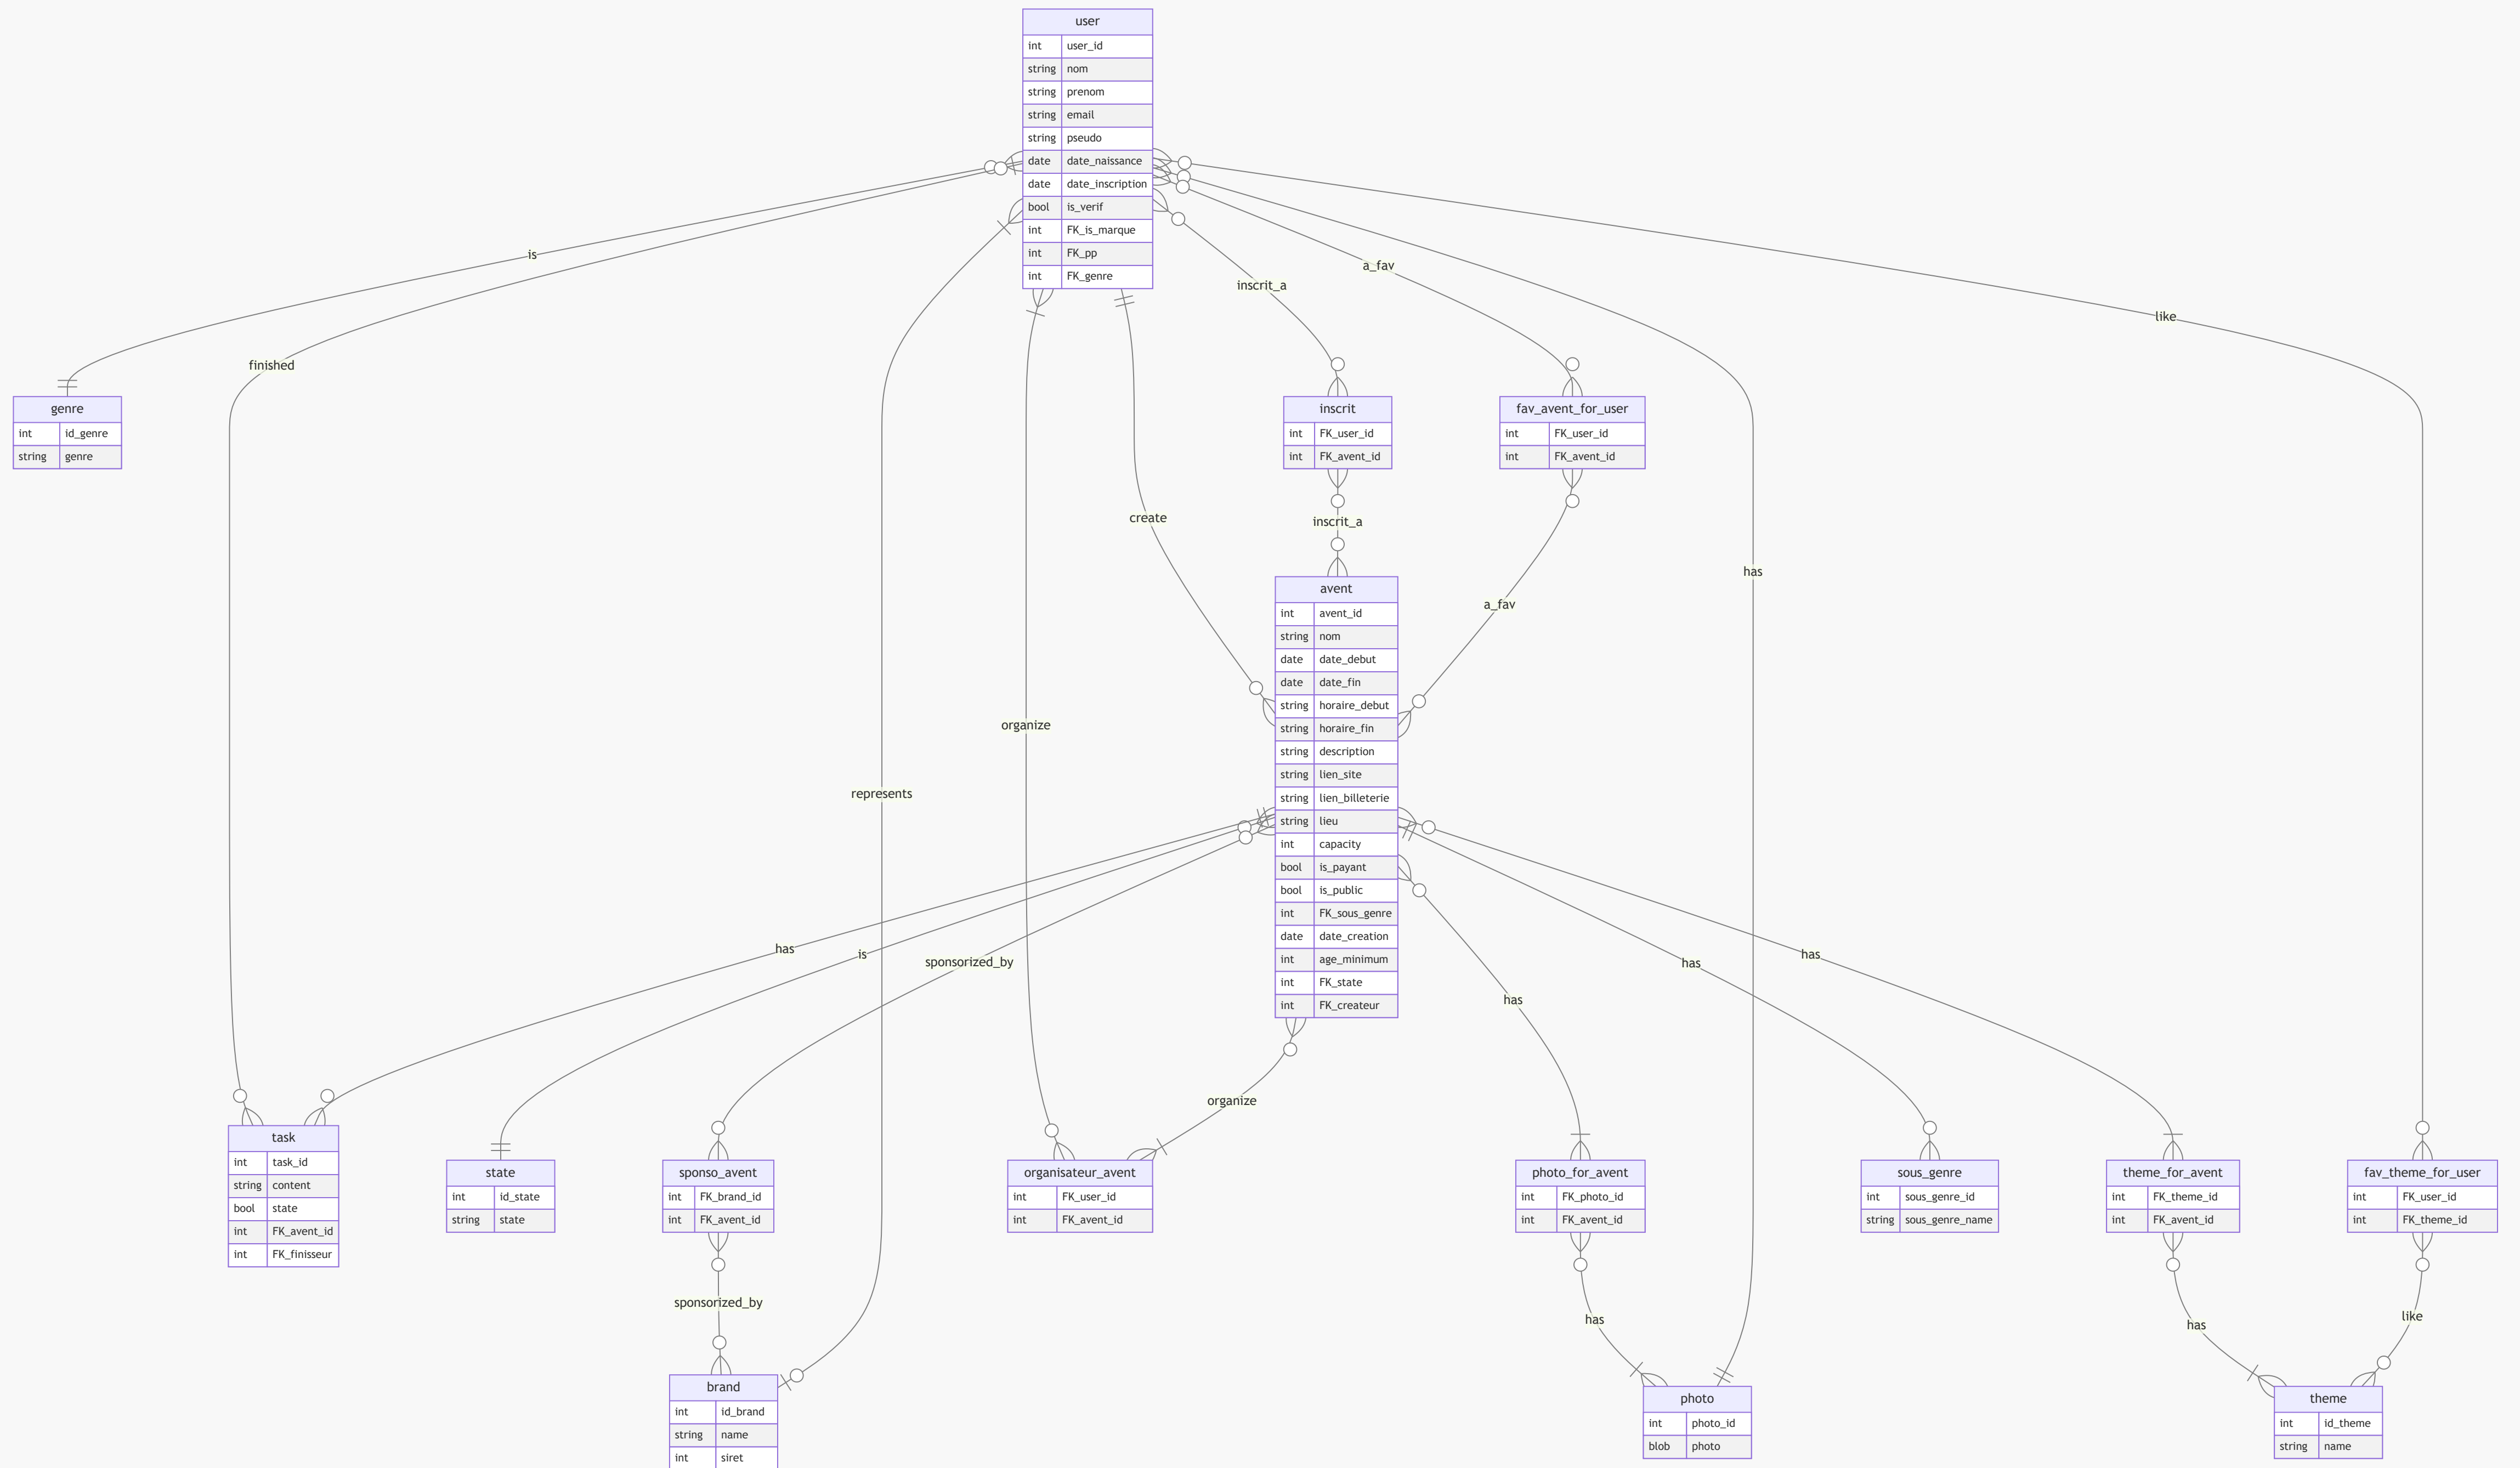 user
int user_id
string nom
string prenom
string email
string pseudo
date date_naissance
date date_inscription
bool is_verif
int FK_is_marque
int FK_pp
int FK_genre
is
a_fav
inscrit_a
like
finished
genre
int id_genre
string genre
inscrit
int FK_user_id
int FK_avent_id
fav_avent_for_user
int FK_user_id
int FK_avent_id
create
inscrit_a
has
a_fav
avent
int avent_id
string nom
date date_debut
date date_fin
string horaire_debut
string horaire_fin
string description
string lien_site
string lien_billeterie
string lieu
int capacity
bool is_payant
bool is_public
int FK_sous_genre
date date_creation
int age_minimum
int FK_state
int FK_createur
organize
represents
has
is
sponsorized_by
has
has
has
organize
task
int task_id
string content
bool state
int FK_avent_id
int FK_finisseur
state
int id_state
string state
sponso_avent
int FK_brand_id
int FK_avent_id
organisateur_avent
int FK_user_id
int FK_avent_id
photo_for_avent
int FK_photo_id
int FK_avent_id
sous_genre
int sous_genre_id
string sous_genre_name
theme_for_avent
int FK_theme_id
int FK_avent_id
fav_theme_for_user
int FK_user_id
int FK_theme_id
sponsorized_by
has
has
like
brand
int id_brand
string name
int siret
photo
int photo_id
blob photo
theme
int id_theme
string name